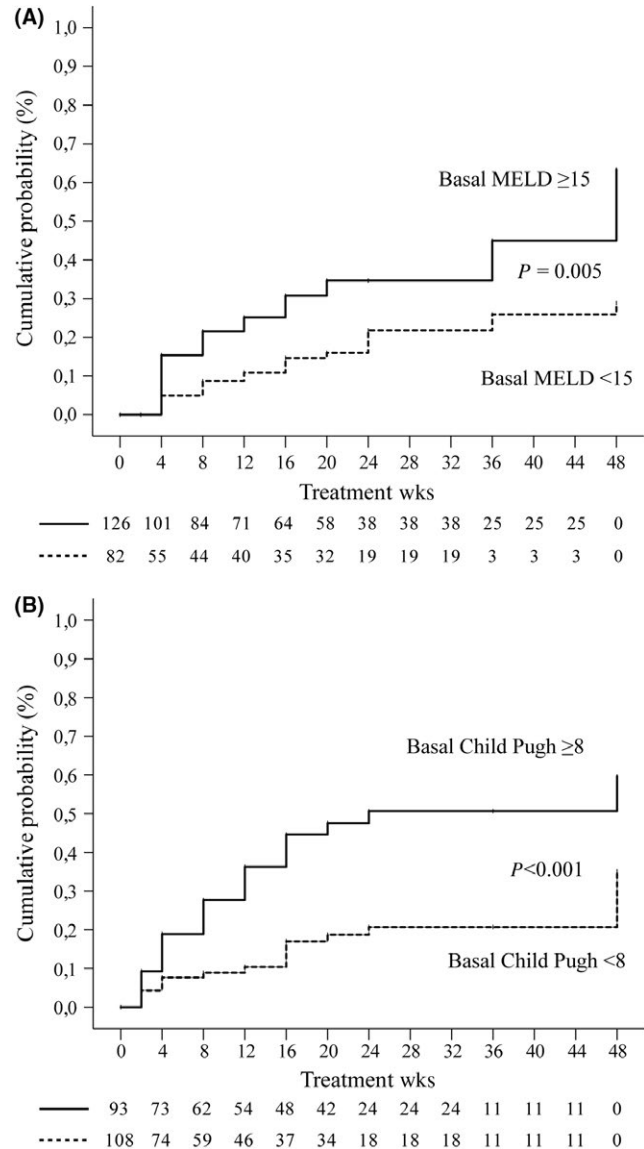 (A)
1,0
0,9
0,8
0,7
0,6
0,5
0,4
0,3
0,2
0,1
0,0
Cumulative probability (%)
Basal MELD ≥15
P = 0.005
Basal MELD <15
0 4 8 12 16 20 24 28 32 36 40 44 48
Treatment wks
126 101 84 71 64 58 38 38 38 25 25 25 0
82 55 44 40 35 32 19 19 19 3 3 3 0
(B)
1,0
0,9
0,8
0,7
0,6
0,5
0,4
0,3
0,2
0,1
0,0
Cumulative probability (%)
Basal Child Pugh ≥8
P<0.001
Basal Child Pugh <8
0 4 8 12 16 20 24 28 32 36 40 44 48
Treatment wks
93 73 62 54 48 42 24 24 24 11 11 11 0
108 74 59 46 37 34 18 18 18 11 11 11 0